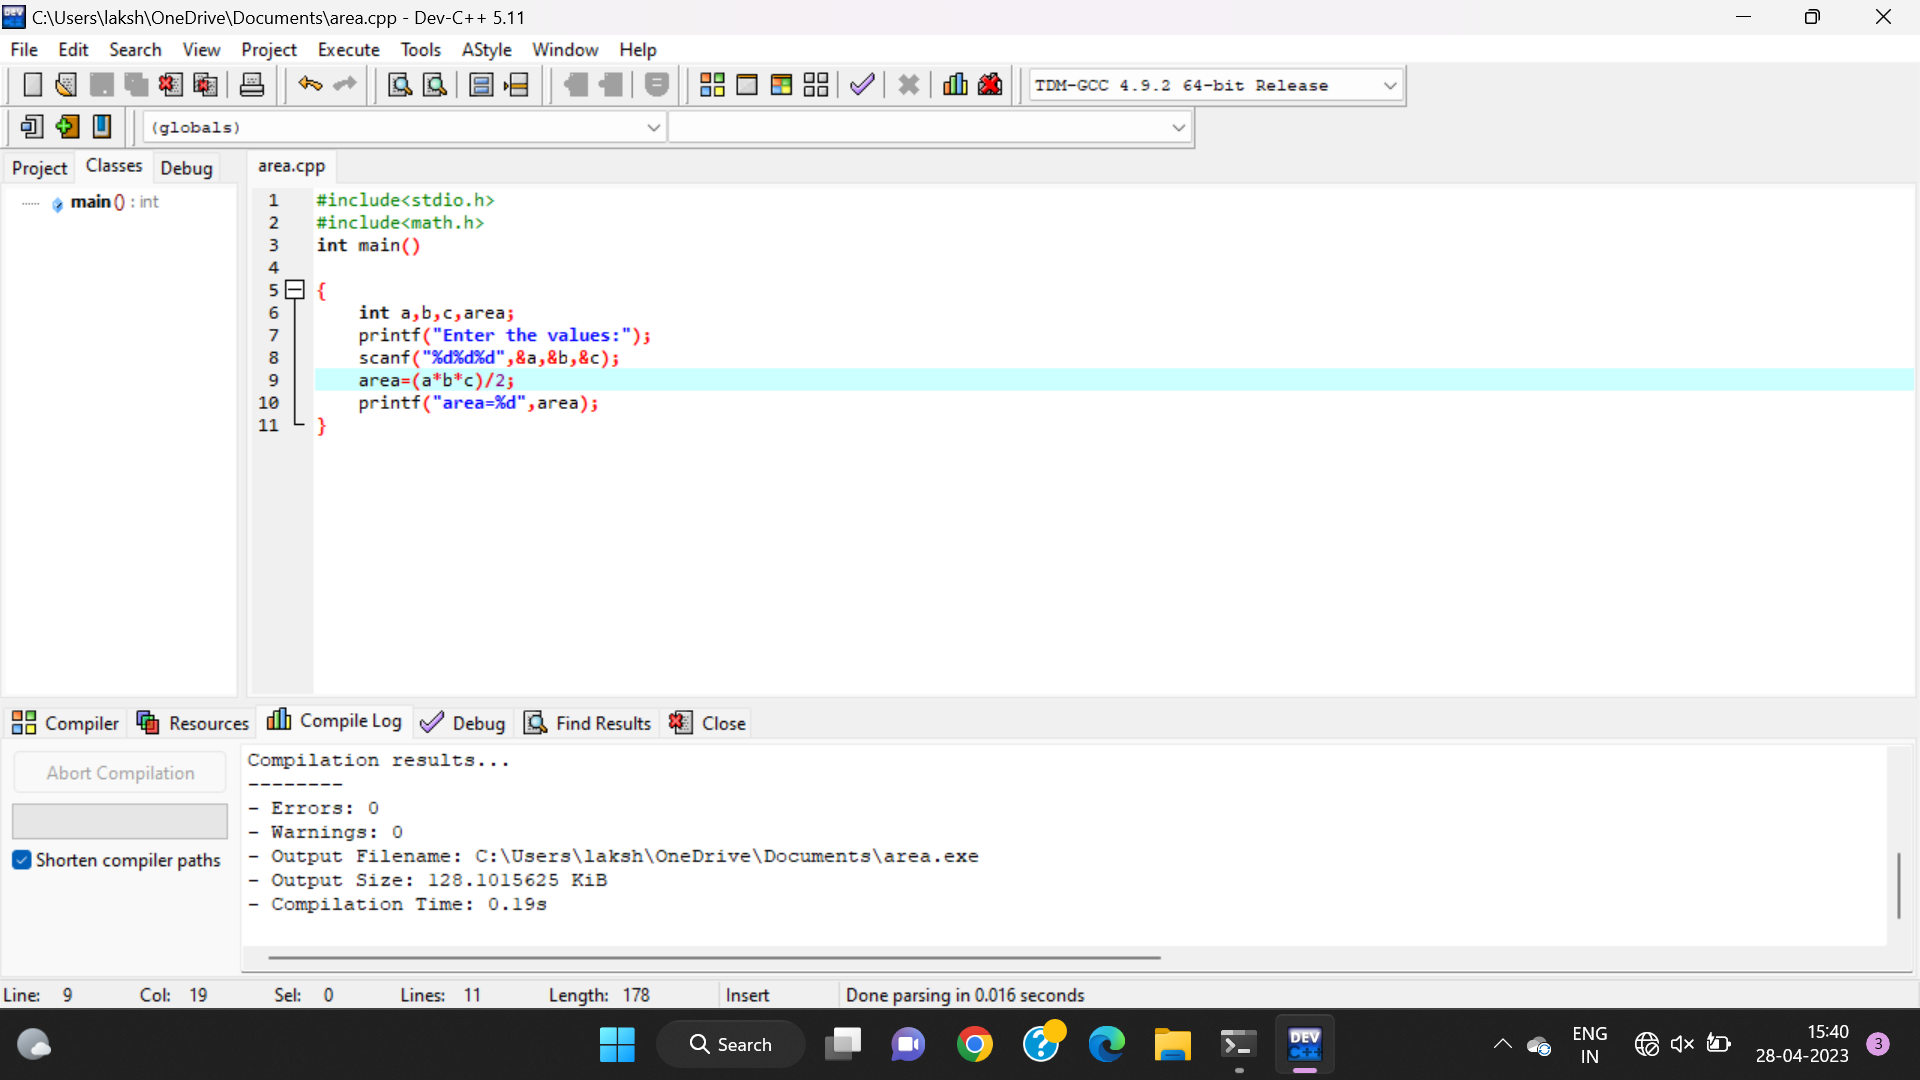 C:\Users\laksh\OneDrive\Documents\area.cpp - Dev-C++ 5.11
File Edit Search View Project Execute Tools AStyle Window Help
TDM-GCC 4.9.2 64-bit Release
(globals)
Project Classes Debug
area.cpp
main () : int
1 #include<stdio.h>
2 #include<math.h>
3 int main()
4
5 {
6 int a,b,c,area;
7 printf("Enter the values:");
8 scanf("%d%d%d",&a,&b,&c);
9 area=(a*b*c)/2;
10 printf("area=%d",area);
11 }
Compiler Resources Compile Log Debug Find Results Close
Abort Compilation
Shorten compiler paths
Compilation results...
--------
- Errors: 0
- Warnings: 0
- Output Filename: C:\Users\laksh\OneDrive\Documents\area.exe
- Output Size: 128.1015625 KiB
- Compilation Time: 0.19s
Line: 9 Col: 19 Sel: 0 Lines: 11 Length: 178 Insert Done parsing in 0.016 seconds
Search
DEV
C++
ENG
IN
15:40
28-04-2023
3